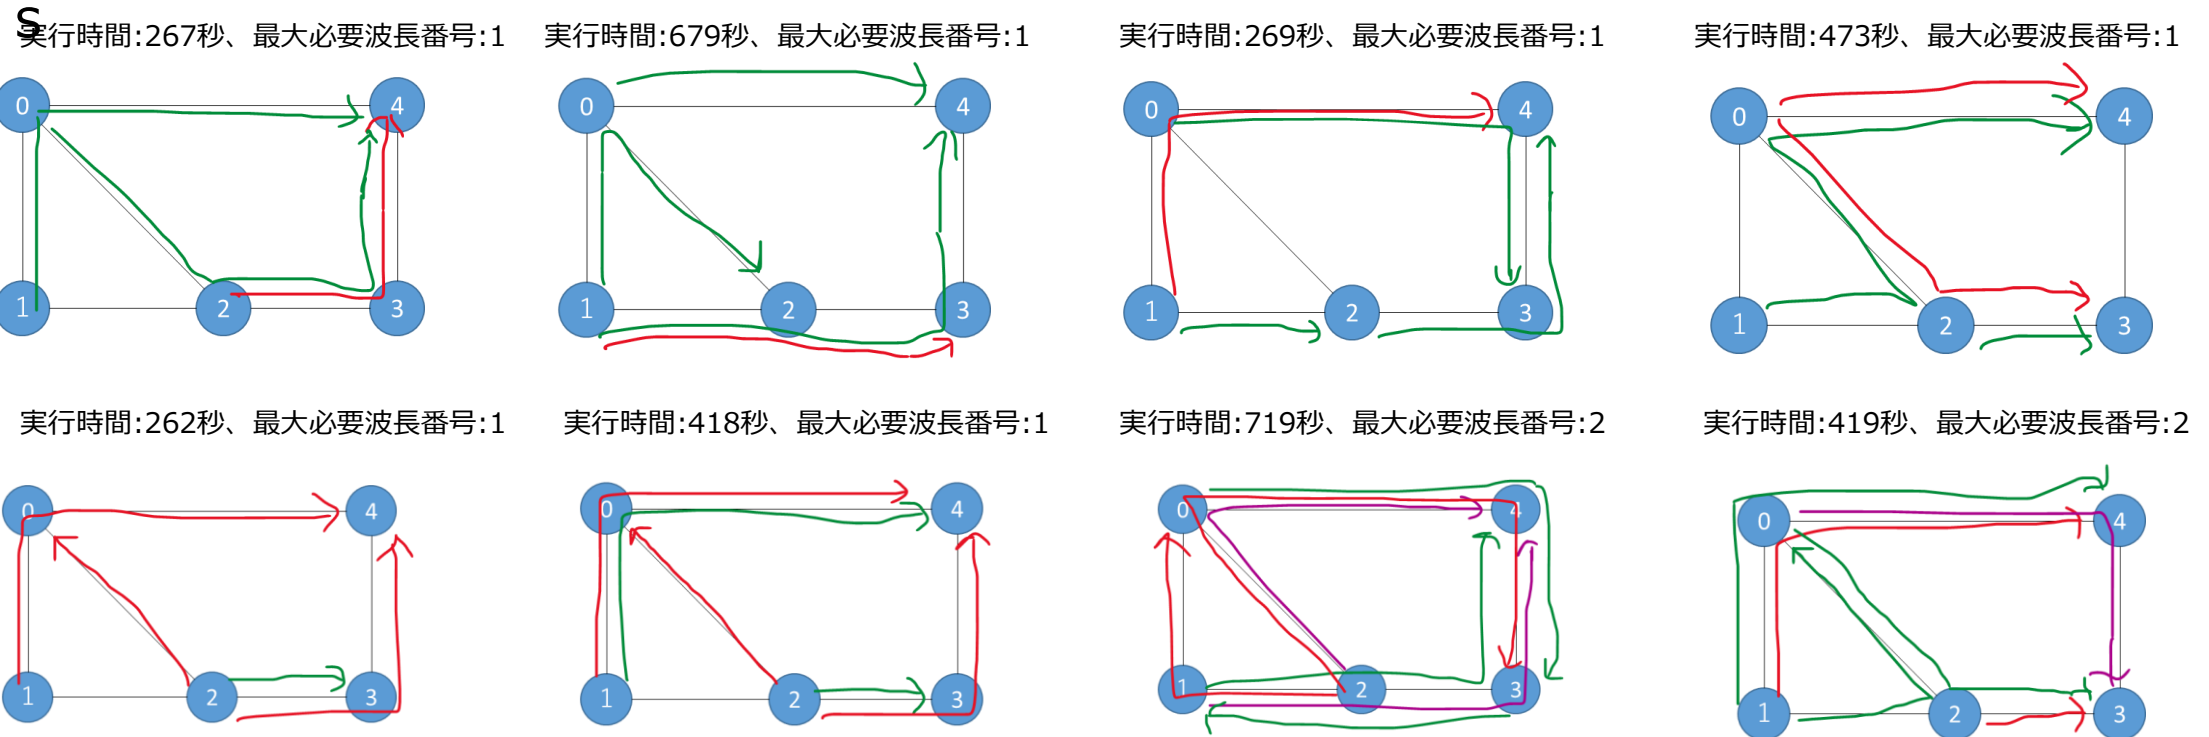 s
実行時間:267秒、最大必要波長番号:1
実行時間:679秒、最大必要波長番号:1
実行時間:269秒、最大必要波長番号:1
実行時間:473秒、最大必要波長番号:1
0 4
1 2 3
0 4
1 2 3
0 4
1 2 3
0 4
1 2 3
実行時間:262秒、最大必要波長番号:1
実行時間:418秒、最大必要波長番号:1
実行時間:719秒、最大必要波長番号:2
実行時間:419秒、最大必要波長番号:2
0 4
1 2 3
0 4
1 2 3
0 4
1 2 3
0 4
1 2 3